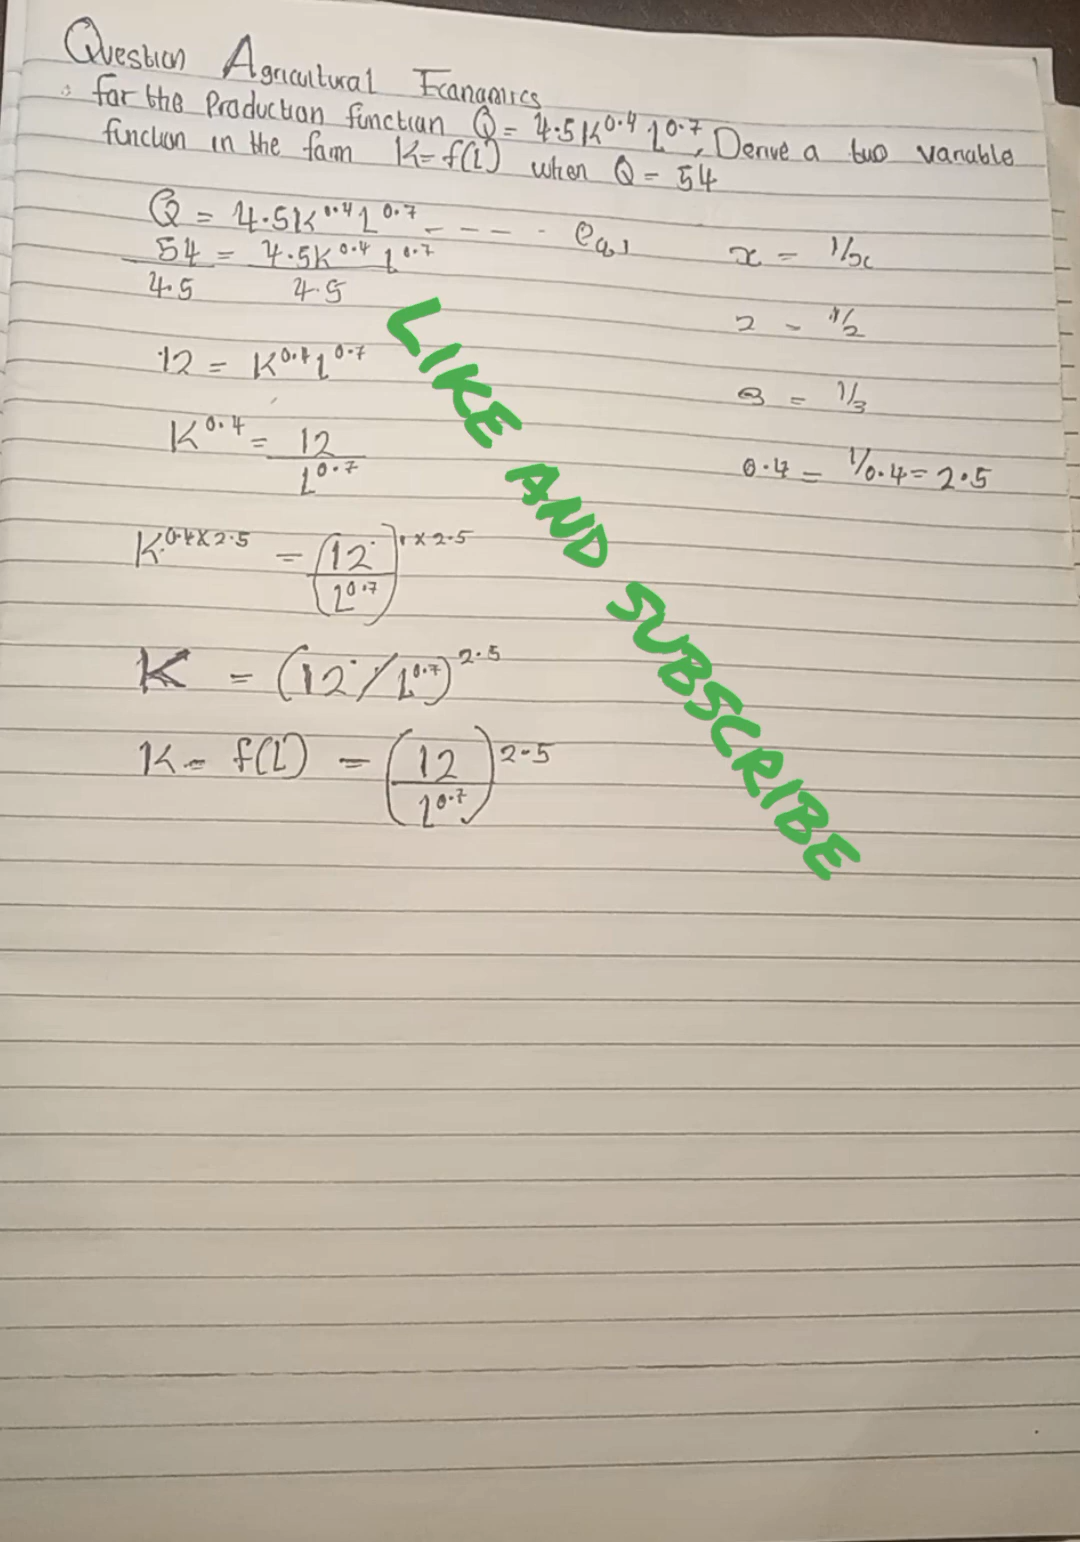 Question Agricultural Economics
For the Production function Q = 4.5K^0.4 L^0.7, Derive a two variable
function in the form K=f(L) when Q = 54
Q = 4.5K^0.4 L^0.7 - - - - - eq 1
54 = 4.5K^0.4 L^0.7
4.5 4.5
12 = K^0.4 L^0.7
K^0.4 = 12
L^0.7
K^0.4x2.5 = (12/L^0.7)^1x2.5
K = (12/L^0.7)^2.5
K = f(L) = (12/L^0.7)^2.5
x = 1/x
2 = 1/2
3 = 1/3
0.4 = 1/0.4 = 2.5
LIKE AND SUBSCRIBE